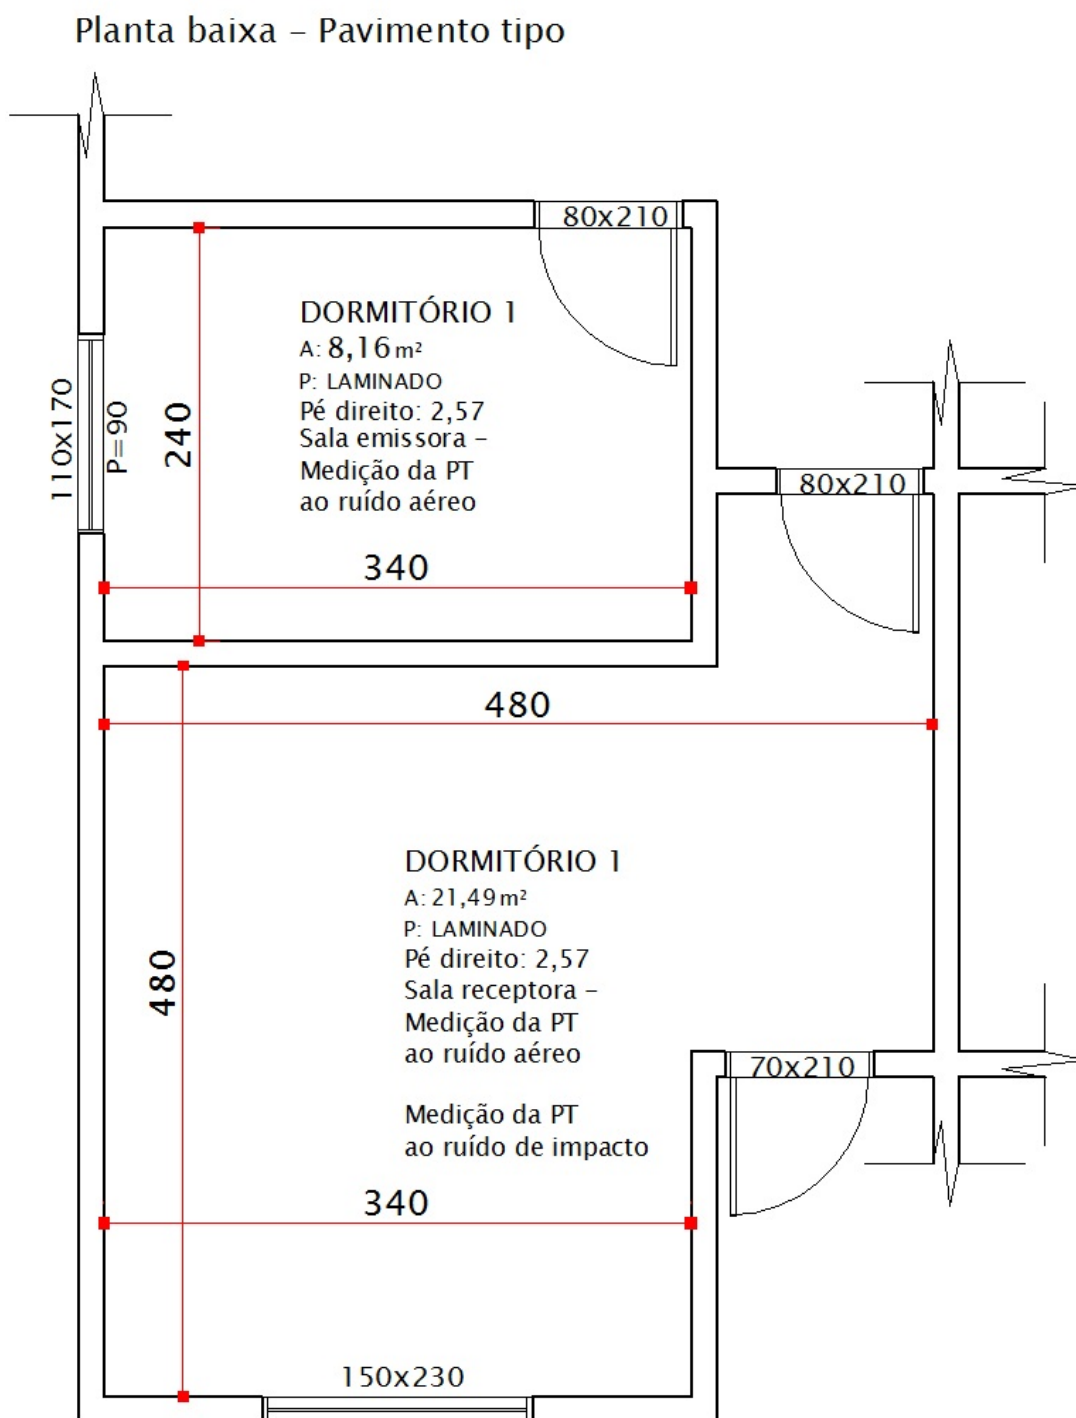 Planta baixa – Pavimento tipo
80x210
DORMITÓRIO 1
A: 8,16 m²
P: LAMINADO
Pé direito: 2,57
Sala emissora –
Medição da PT
ao ruído aéreo
110x170
P=90
240
340
80x210
480
DORMITÓRIO 1
A: 21,49 m²
P: LAMINADO
Pé direito: 2,57
Sala receptora –
Medição da PT
ao ruído aéreo
Medição da PT
ao ruído de impacto
480
70x210
340
150x230